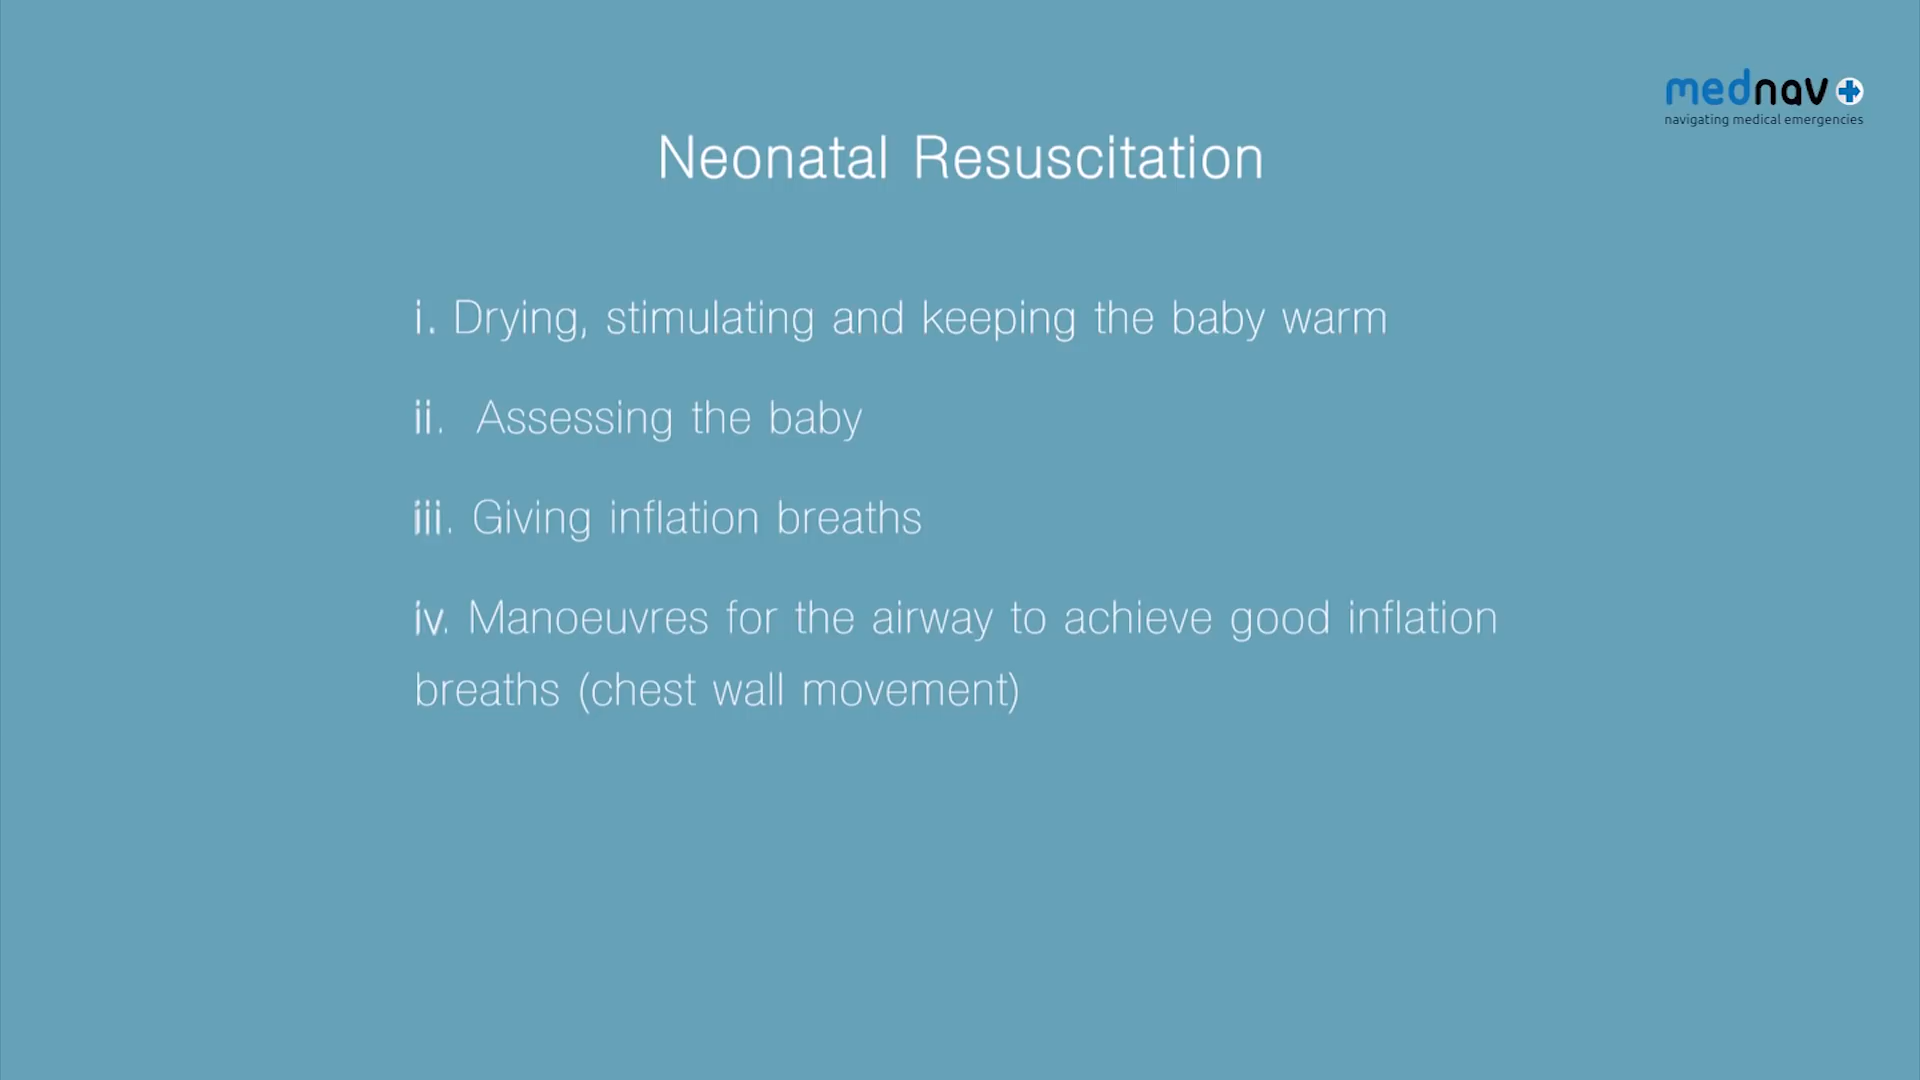 mednav
navigating medical emergencies
Neonatal Resuscitation
i. Drying, stimulating and keeping the baby warm
ii. Assessing the baby
iii. Giving inflation breaths
iv. Manoeuvres for the airway to achieve good inflation
breaths (chest wall movement)